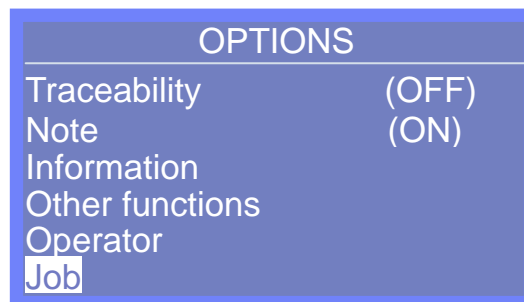 OPTIONS
Traceability (OFF)
Note (ON)
Information
Other functions
Operator
Job